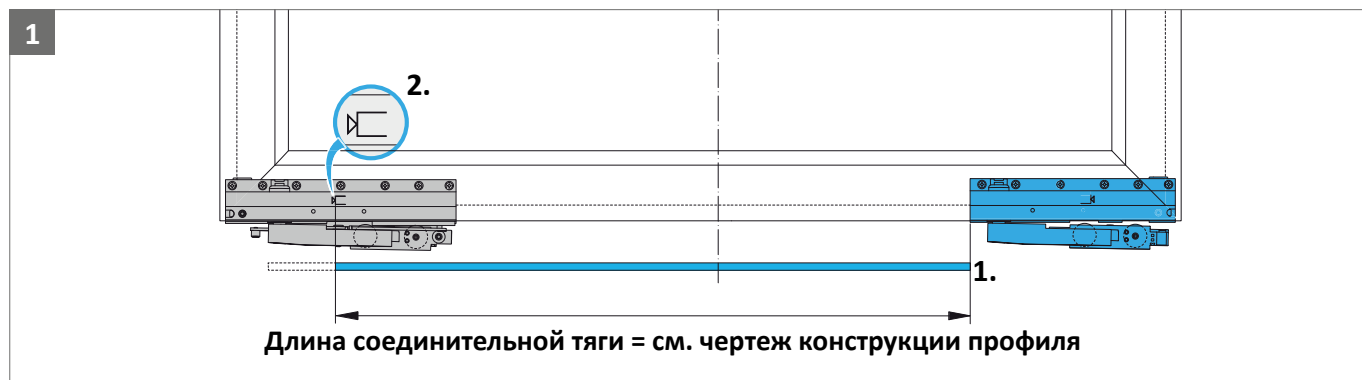 1
2.
1.
Длина соединительной тяги = см. чертеж конструкции профиля